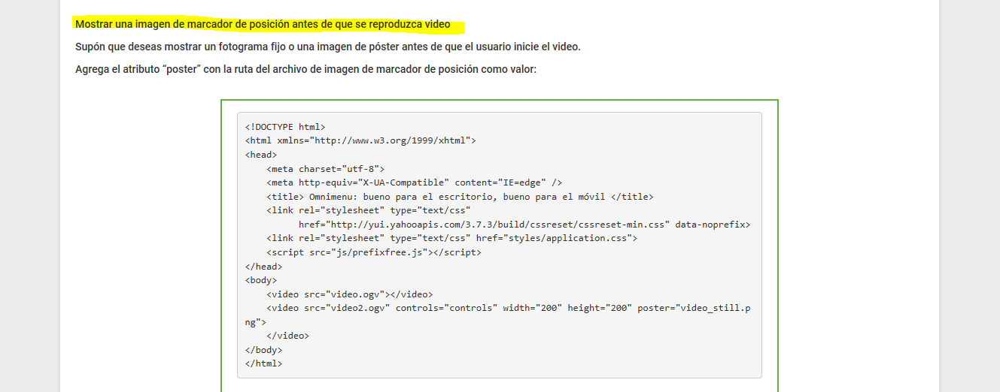 Mostrar una imagen de marcador de posición antes de que se reproduzca video
Supón que deseas mostrar un fotograma fijo o una imagen de póster antes de que el usuario inicie el video.
Agrega el atributo “poster” con la ruta del archivo de imagen de marcador de posición como valor:
<!DOCTYPE html>
<html xmlns="http://www.w3.org/1999/xhtml">
<head>
    <meta charset="utf-8">
    <meta http-equiv="X-UA-Compatible" content="IE=edge" />
    <title> Omnimenu: bueno para el escritorio, bueno para el móvil </title>
    <link rel="stylesheet" type="text/css"
          href="http://yui.yahooapis.com/3.7.3/build/cssreset/cssreset-min.css" data-noprefix>
    <link rel="stylesheet" type="text/css" href="styles/application.css">
    <script src="js/prefixfree.js"></script>
</head>
<body>
    <video src="video.ogv"></video>
    <video src="video2.ogv" controls="controls" width="200" height="200" poster="video_still.p
ng">
    </video>
</body>
</html>